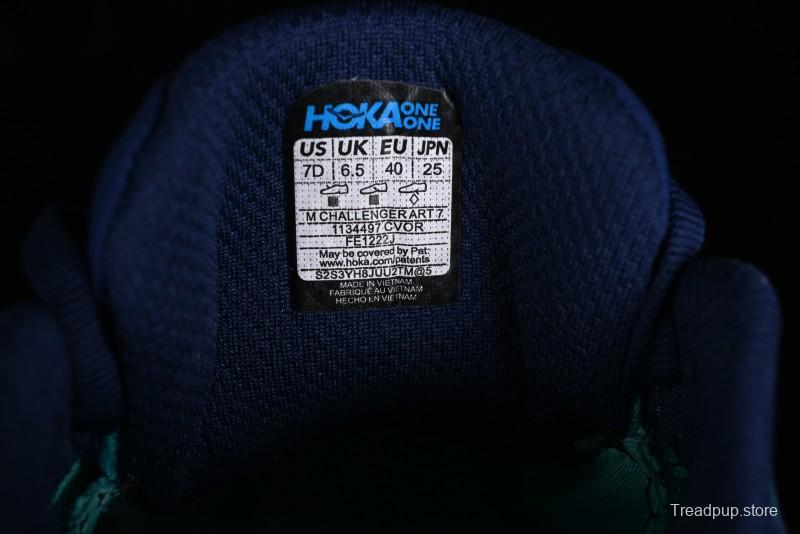 HOKA ONE ONE
US UK EU JPN
7D 6.5 40 25
M CHALLENGER ART 7
1134497 CVOR
FE1222J
May be covered by Pat:
www.hoka.com/patents
S2S3YH8JUU2TM@5
MADE IN VIETNAM
FABRIQUÉ AU VIETNAM
HECHO EN VIETNAM
Treadpup.store